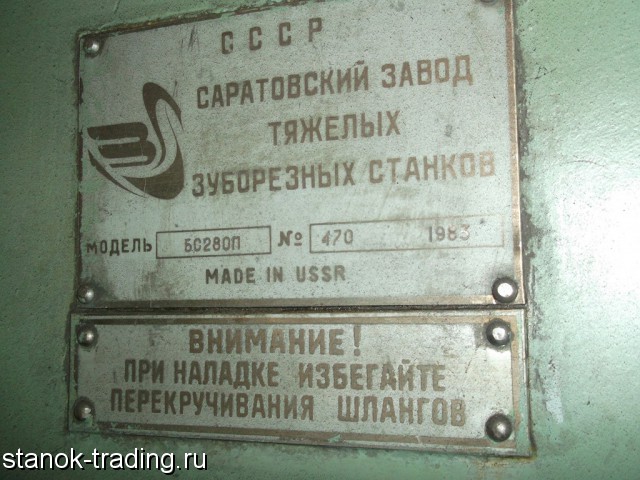 СССР
САРАТОВСКИЙ ЗАВОД
ТЯЖЕЛЫХ
ЗУБОРЕЗНЫХ СТАНКОВ
МОДЕЛЬ 5С280П № 470 1983
MADE IN USSR
ВНИМАНИЕ!
ПРИ НАЛАДКЕ ИЗБЕГАЙТЕ
ПЕРЕКРУЧИВАНИЯ ШЛАНГОВ
stanok-trading.ru